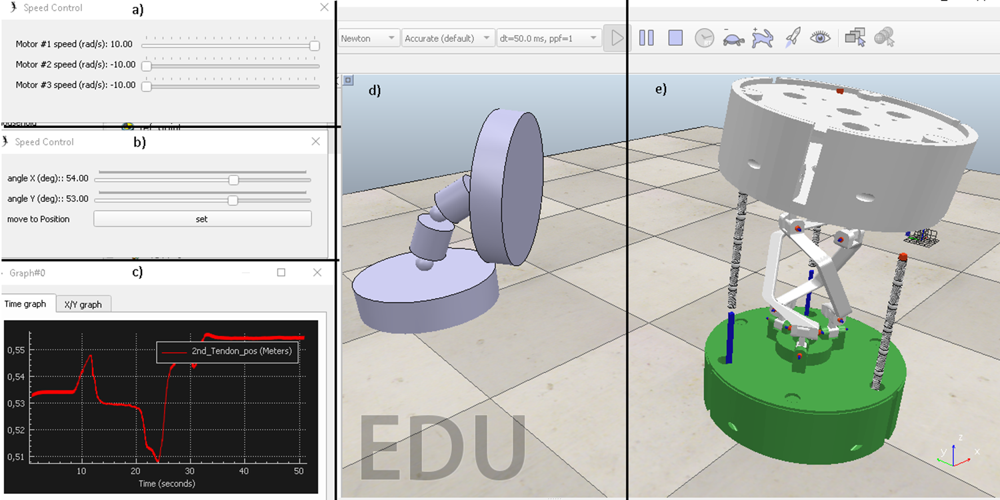 Speed Control
a)
Motor #1 speed (rad/s): 10.00
Motor #2 speed (rad/s): -10.00
Motor #3 speed (rad/s): -10.00
Speed Control
b)
angle X (deg):: 54.00
angle Y (deg):: 53.00
move to Position
set
Graph#0
c)
Time graph
X/Y graph
2nd_Tendon_pos (Meters)
0,55
0,54
0,53
0,52
0,51
10
20
30
40
50
Time (seconds)
Newton
Accurate (default)
dt=50.0 ms, ppf=1
RT
d)
EDU
e)
z
y
x